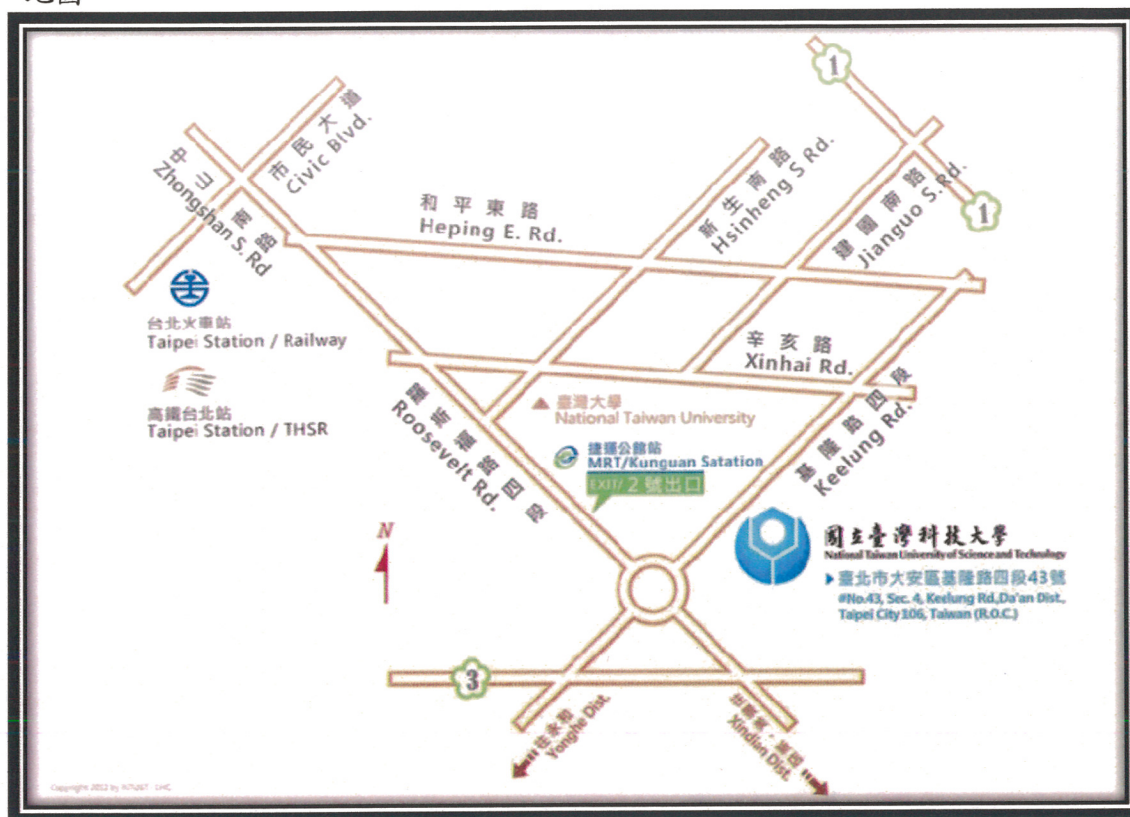 地圖
1
市民大道
Civic Blvd.
中山南路
Zhongshan S. Rd
和平東路
Heping E. Rd.
新生南路
Hsinheng S Rd.
建國南路
Jianguo S. Rd.
1
台北火車站
Taipei Station / Railway
高鐵台北站
Taipei Station / THSR
辛亥路
Xinhai Rd.
臺灣大學
National Taiwan University
捷運公館站
MRT/Kunguan Satation
EXIT/ 2 號出口
羅斯福路四段
Roosevelt Rd.
基隆路四段
Keelung Rd.
N
國立臺灣科技大學
National Taiwan University of Science and Technology
臺北市大安區基隆路四段43號
#No.43, Sec. 4, Keelung Rd.,Da'an Dist.,
Taipei City 106, Taiwan (R.O.C.)
3
往永和
Yonghe Dist.
Xindian Dist.